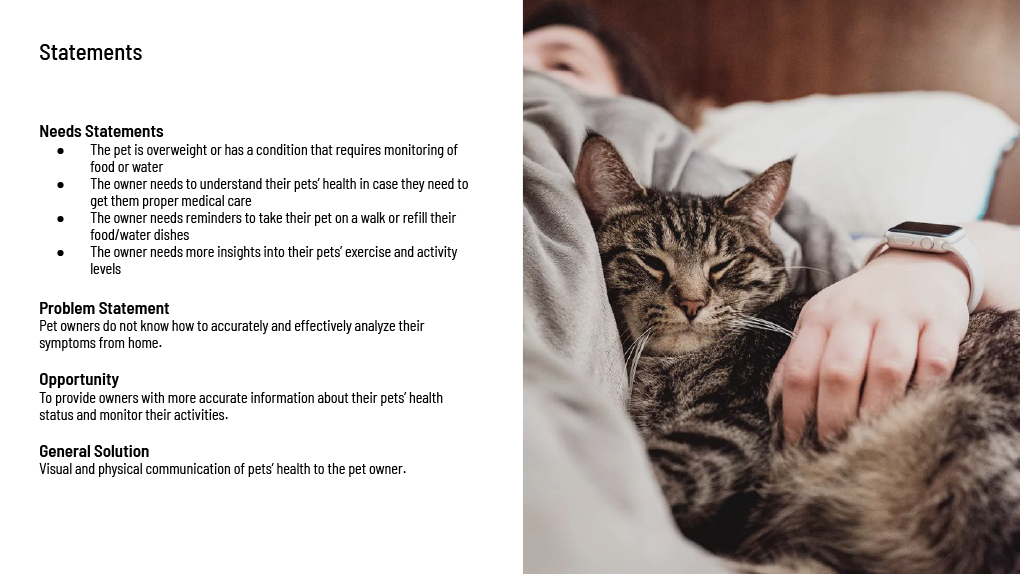 Statements
Needs Statements
● The pet is overweight or has a condition that requires monitoring of
food or water
● The owner needs to understand their pets’ health in case they need to
get them proper medical care
● The owner needs reminders to take their pet on a walk or refill their
food/water dishes
● The owner needs more insights into their pets’ exercise and activity
levels
Problem Statement
Pet owners do not know how to accurately and effectively analyze their
symptoms from home.
Opportunity
To provide owners with more accurate information about their pets’ health
status and monitor their activities.
General Solution
Visual and physical communication of pets’ health to the pet owner.